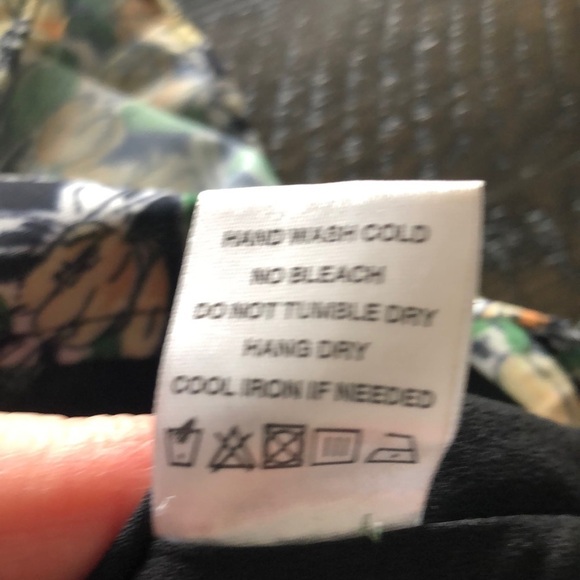 HAND WASH COLD
NO BLEACH
DO NOT TUMBLE DRY
HANG DRY
COOL IRON IF NEEDED